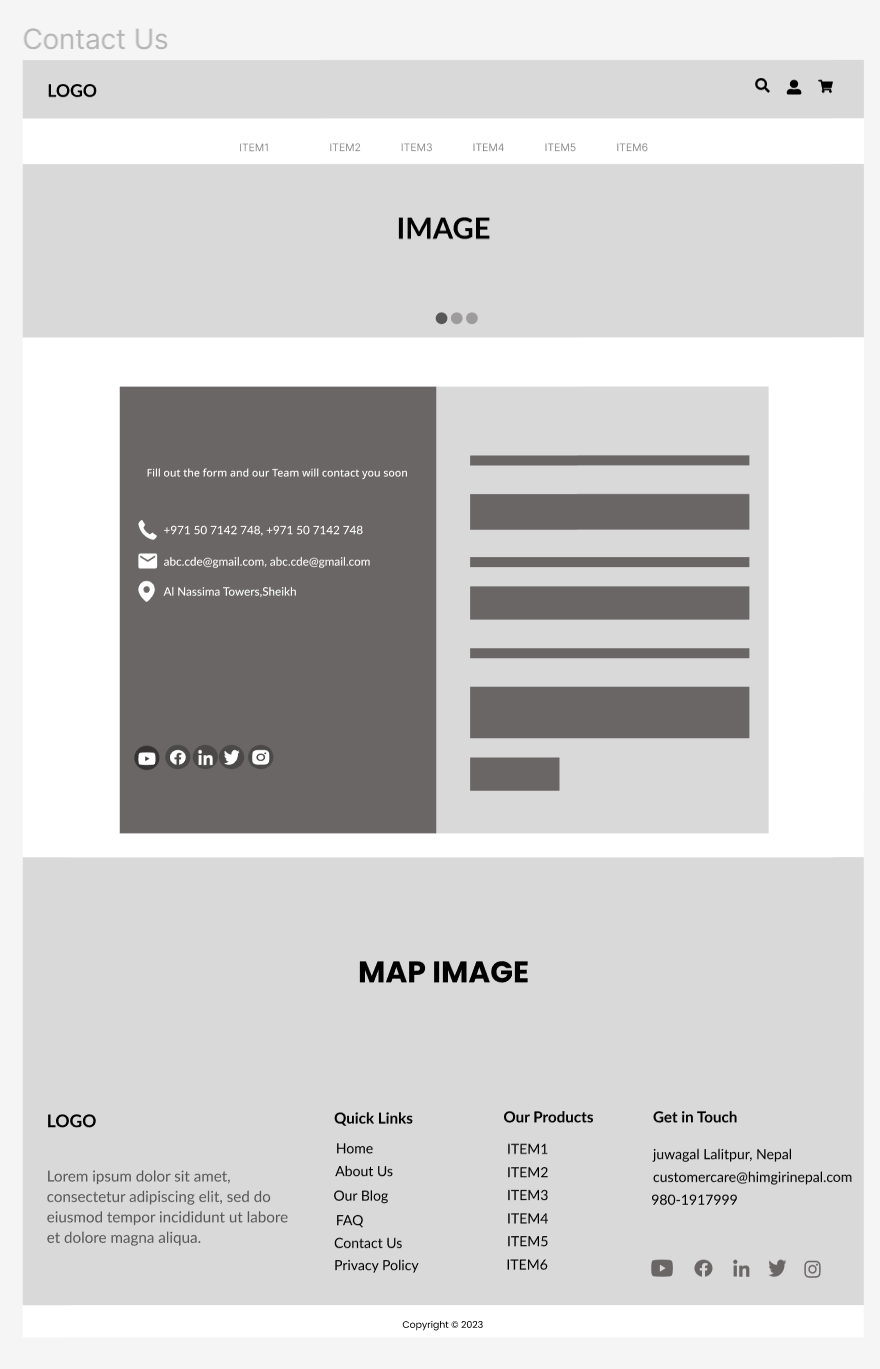 Contact Us
LOGO
ITEM1 ITEM2 ITEM3 ITEM4 ITEM5 ITEM6
IMAGE
Fill out the form and our Team will contact you soon
+971 50 7142 748, +971 50 7142 748
abc.cde@gmail.com, abc.cde@gmail.com
Al Nassima Towers,Sheikh
MAP IMAGE
LOGO
Lorem ipsum dolor sit amet,
consectetur adipiscing elit, sed do
eiusmod tempor incididunt ut labore
et dolore magna aliqua.
Quick Links
Home
About Us
Our Blog
FAQ
Contact Us
Privacy Policy
Our Products
ITEM1
ITEM2
ITEM3
ITEM4
ITEM5
ITEM6
Get in Touch
juwagal Lalitpur, Nepal
customercare@himgirinepal.com
980-1917999
Copyright © 2023